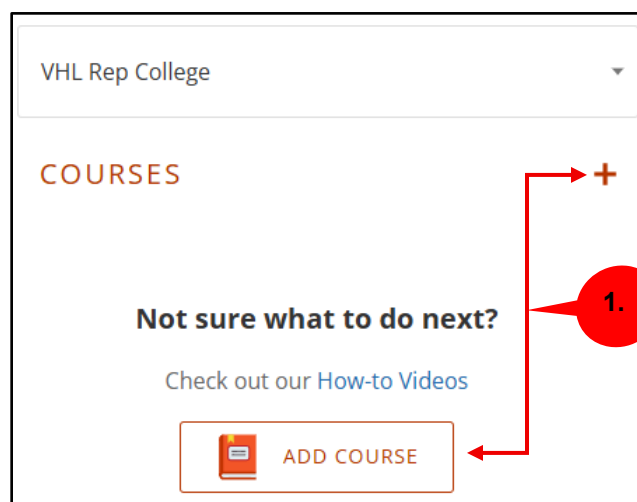 VHL Rep College
COURSES +
1.
Not sure what to do next?
Check out our How-to Videos
ADD COURSE